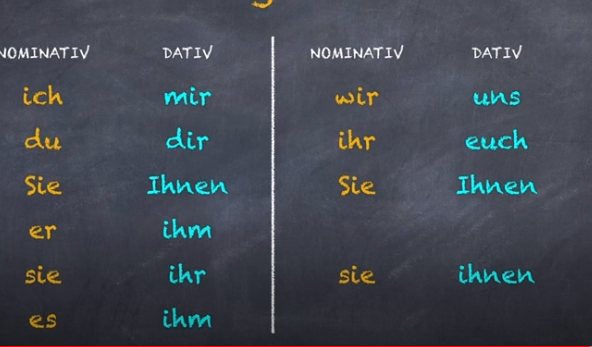 NOMINATIV DATIV NOMINATIV DATIV
ich mir wir uns
du dir ihr euch
Sie Ihnen Sie Ihnen
er ihm
sie ihr sie ihnen
es ihm